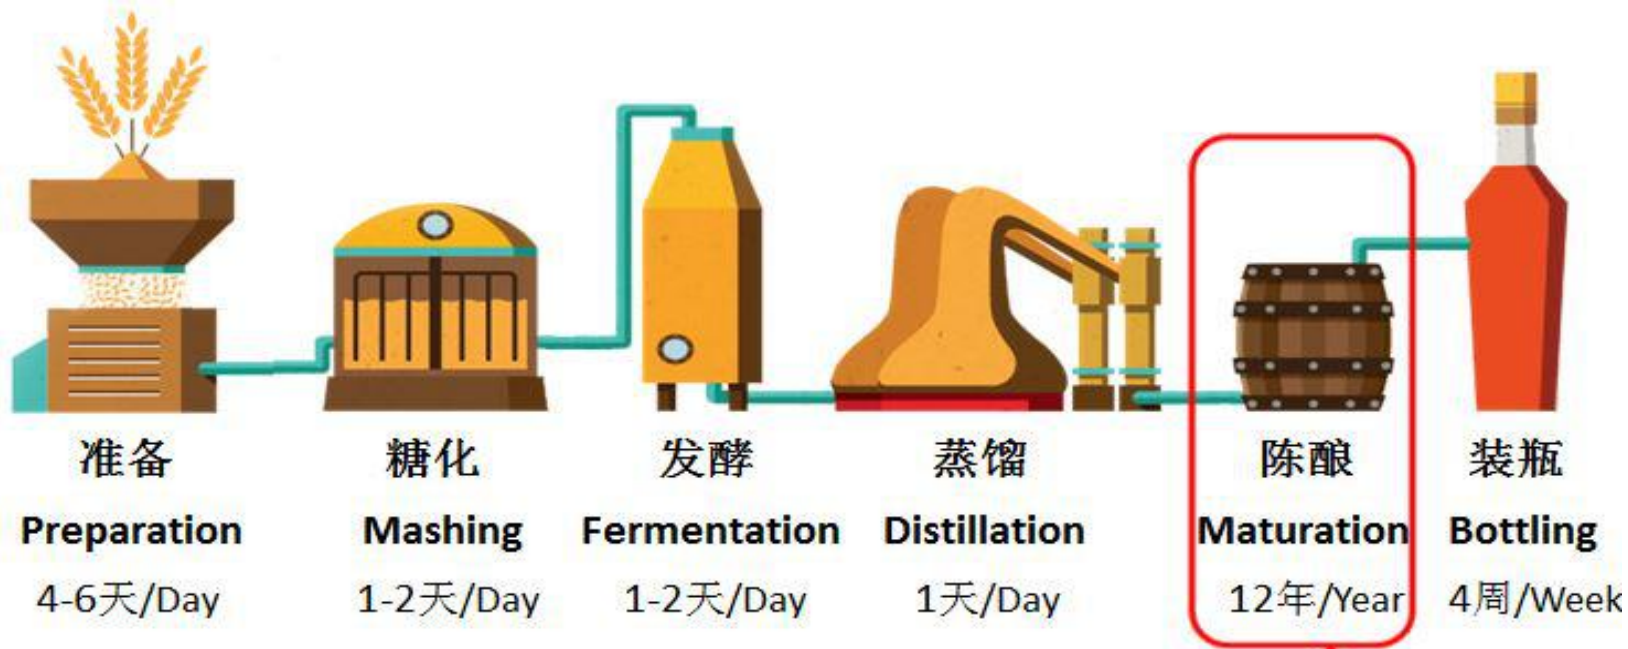 准备 糖化 发酵 蒸馏 陈酿 装瓶
Preparation Mashing Fermentation Distillation Maturation Bottling
4-6天/Day 1-2天/Day 1-2天/Day 1天/Day 12年/Year 4周/Week